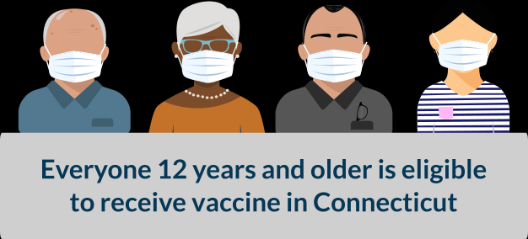 Everyone 12 years and older is eligible
to receive vaccine in Connecticut